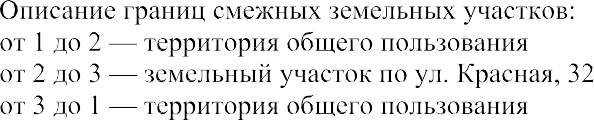 Описание границ смежных земельных участков:
от 1 до 2 — территория общего пользования
от 2 до 3 — земельный участок по ул. Красная, 32
от 3 до 1 — территория общего пользования